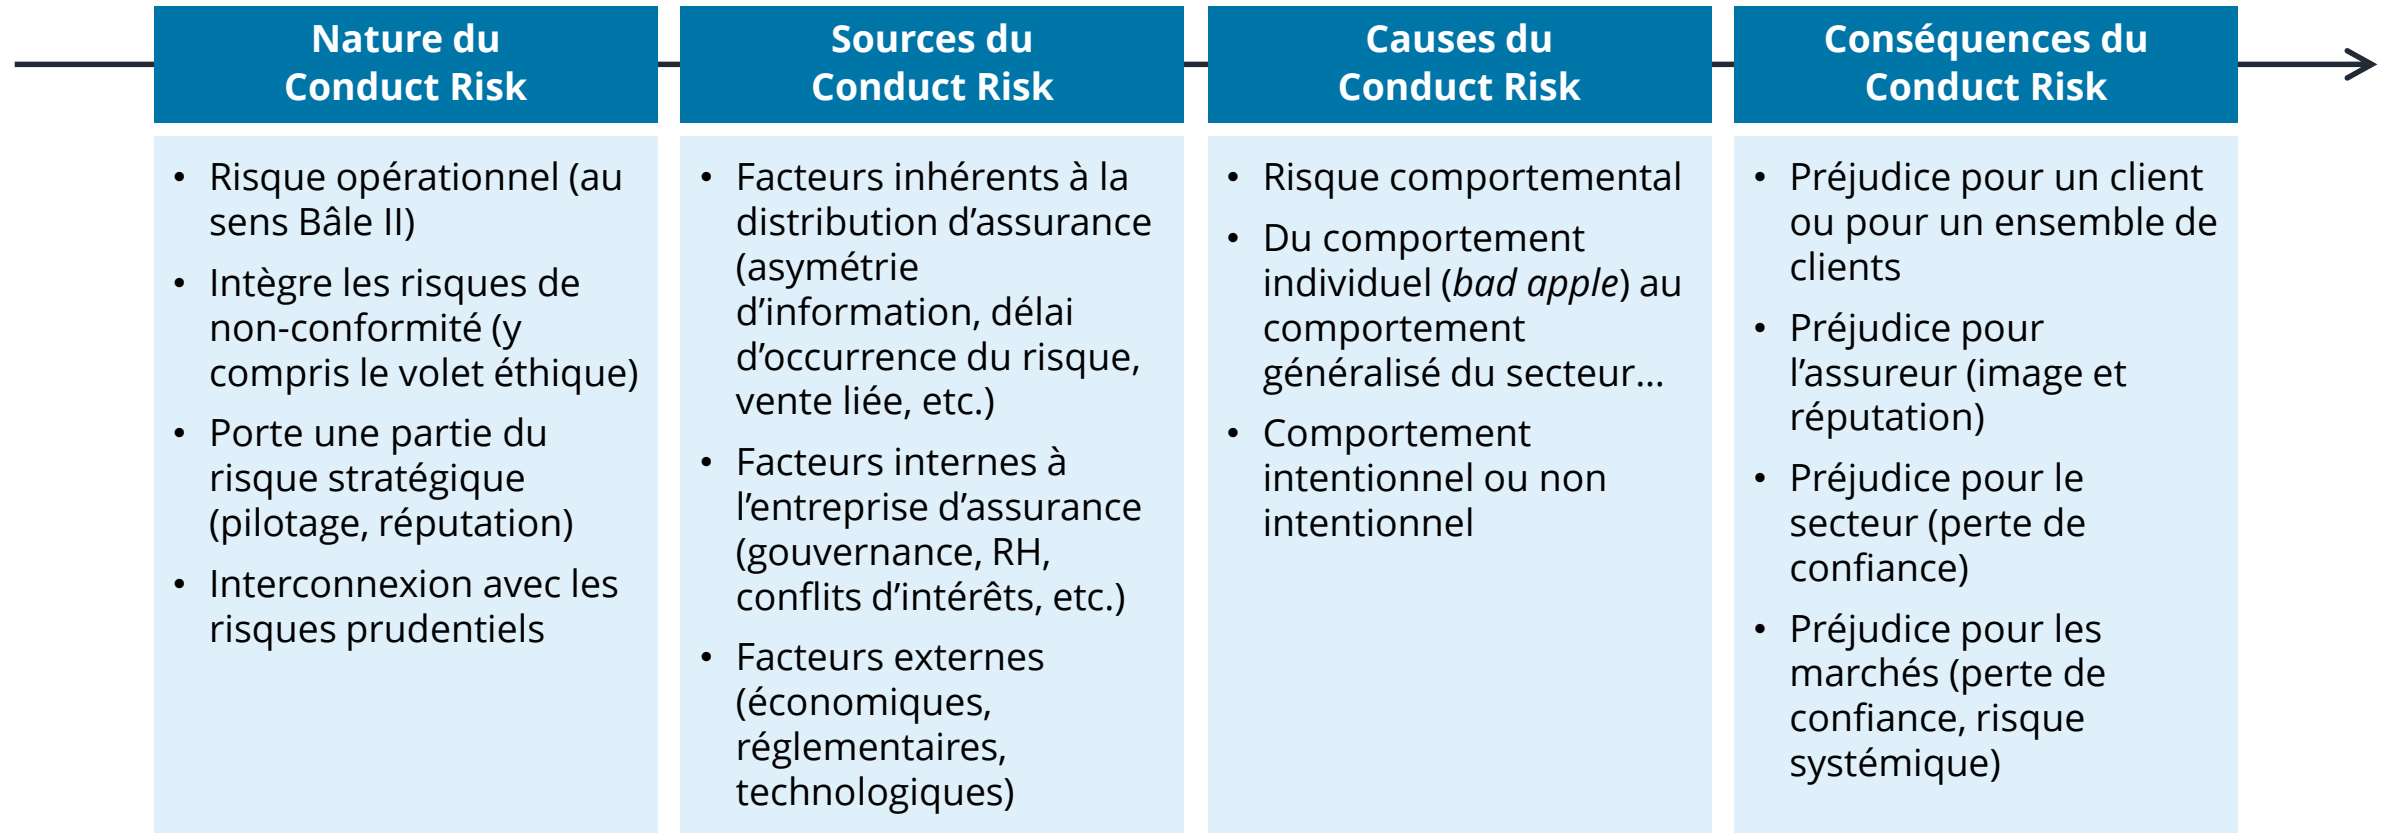 Nature du
Conduct Risk
• Risque opérationnel (au
sens Bâle II)
• Intègre les risques de
non-conformité (y
compris le volet éthique)
• Porte une partie du
risque stratégique
(pilotage, réputation)
• Interconnexion avec les
risques prudentiels
Sources du
Conduct Risk
• Facteurs inhérents à la
distribution d’assurance
(asymétrie
d’information, délai
d’occurrence du risque,
vente liée, etc.)
• Facteurs internes à
l’entreprise d’assurance
(gouvernance, RH,
conflits d’intérêts, etc.)
• Facteurs externes
(économiques,
réglementaires,
technologiques)
Causes du
Conduct Risk
• Risque comportemental
• Du comportement
individuel (bad apple) au
comportement
généralisé du secteur…
• Comportement
intentionnel ou non
intentionnel
Conséquences du
Conduct Risk
• Préjudice pour un client
ou pour un ensemble de
clients
• Préjudice pour
l’assureur (image et
réputation)
• Préjudice pour le
secteur (perte de
confiance)
• Préjudice pour les
marchés (perte de
confiance, risque
systémique)